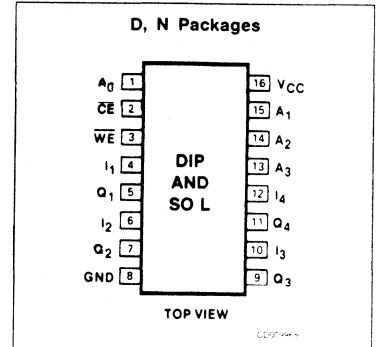 D, N Packages
A0 1 16 VCC
CE 2 15 A1
WE 3 14 A2
I1 4 13 A3
Q1 5 12 I4
I2 6 11 Q4
Q2 7 10 I3
GND 8 9 Q3
DIP
AND
SO L
TOP VIEW